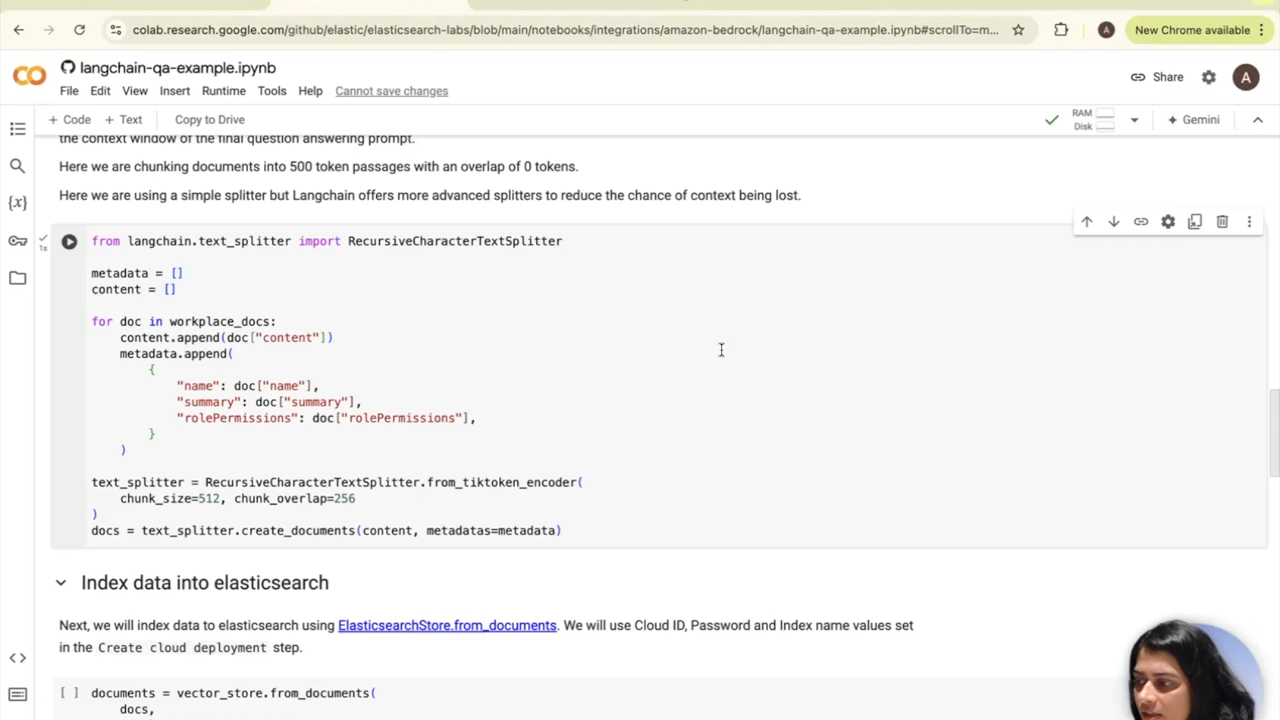 colab.research.google.com/github/elastic/elasticsearch-labs/blob/main/notebooks/integrations/amazon-bedrock/langchain-qa-example.ipynb#scrollTo=m...
A
New Chrome available
langchain-qa-example.ipynb
Share
A
File Edit View Insert Runtime Tools Help Cannot save changes
+ Code + Text Copy to Drive
RAM
Disk
Gemini
the context window of the final question answering prompt.
Here we are chunking documents into 500 token passages with an overlap of 0 tokens.
Here we are using a simple splitter but Langchain offers more advanced splitters to reduce the chance of context being lost.
1s
from langchain.text_splitter import RecursiveCharacterTextSplitter
metadata = []
content = []
for doc in workplace_docs:
content.append(doc["content"])
metadata.append(
{
"name": doc["name"],
"summary": doc["summary"],
"rolePermissions": doc["rolePermissions"],
}
)
text_splitter = RecursiveCharacterTextSplitter.from_tiktoken_encoder(
chunk_size=512, chunk_overlap=256
)
docs = text_splitter.create_documents(content, metadatas=metadata)
Index data into elasticsearch
Next, we will index data to elasticsearch using ElasticsearchStore.from_documents. We will use Cloud ID, Password and Index name values set
in the Create cloud deployment step.
[ ] documents = vector_store.from_documents(
docs,